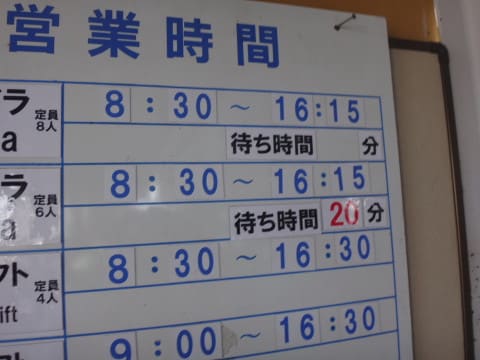 営業時間
ラ 定員 8人 8:30～16:15
a 待ち時間 分
ラ 定員 6人 8:30～16:15
a 待ち時間 20 分
フト 定員 4人 8:30～16:30
ift
9:00～16:30